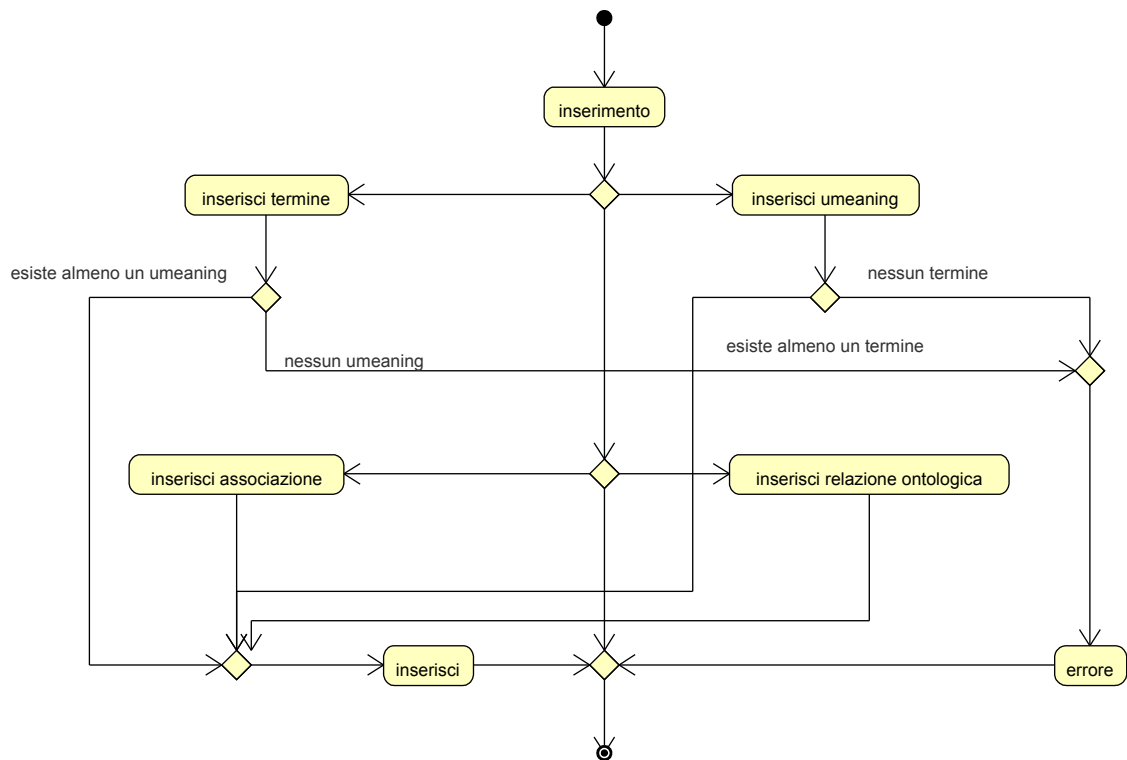 inserimento
inserisci termine
inserisci umeaning
esiste almeno un umeaning
nessun termine
nessun umeaning
esiste almeno un termine
inserisci associazione
inserisci relazione ontologica
inserisci
errore